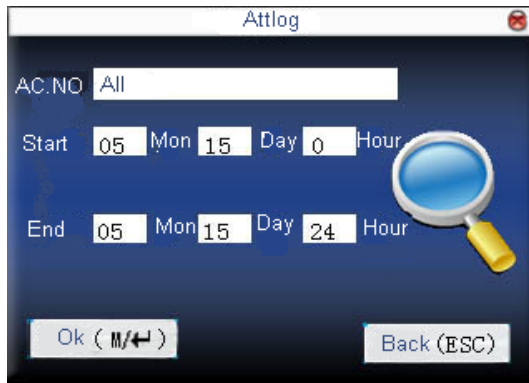 Attlog
AC.NO All
Start 05 Mon 15 Day 0 Hour
End 05 Mon 15 Day 24 Hour
Ok (M/↵) Back (ESC)